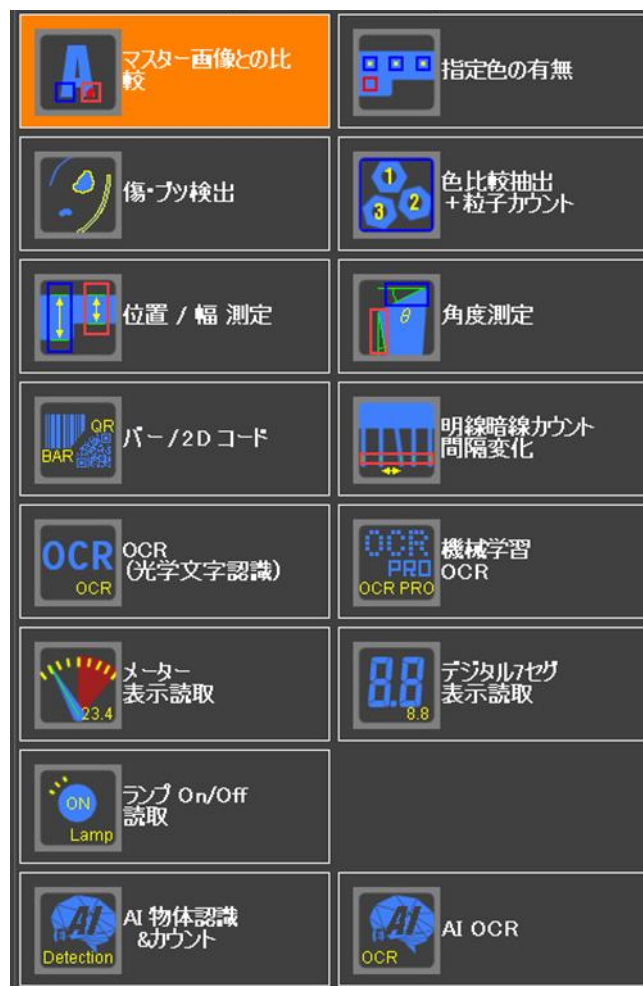 A
マスター画像との比
較
指定色の有無
傷・ブツ検出
1
2
3
色比較抽出
+粒子カウント
位置 / 幅 測定
θ
角度測定
QR
BAR
バー/2D コード
明線暗線カウント
間隔変化
OCR
OCR
OCR
(光学文字認識)
OCR
PRO
OCR PRO
機械学習
OCR
23.4
メーター
表示読取
8.8
8.8
デジタル7セグ
表示読取
ON
Lamp
ランプ On/Off
読取
AI
Detection
AI 物体認識
&カウント
AI
OCR
AI OCR